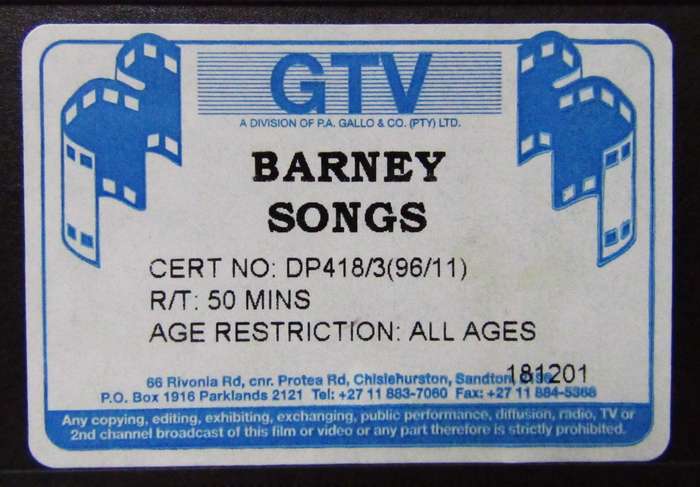 GTV
A DIVISION OF P.A. GALLO & CO. (PTY) LTD.
BARNEY
SONGS
CERT NO: DP418/3(96/11)
R/T: 50 MINS
AGE RESTRICTION: ALL AGES
181201
66 Rivonia Rd, cnr. Protea Rd, Chislehurston, Sandton,
P.O. Box 1916 Parklands 2121 Tel: +27 11 883-7060 Fax: +27 11 884-5368
Any copying, editing, exhibiting, exchanging, public performance, diffusion, radio, TV or
2nd channel broadcast of this film or video or any part therefore is strictly prohibited.